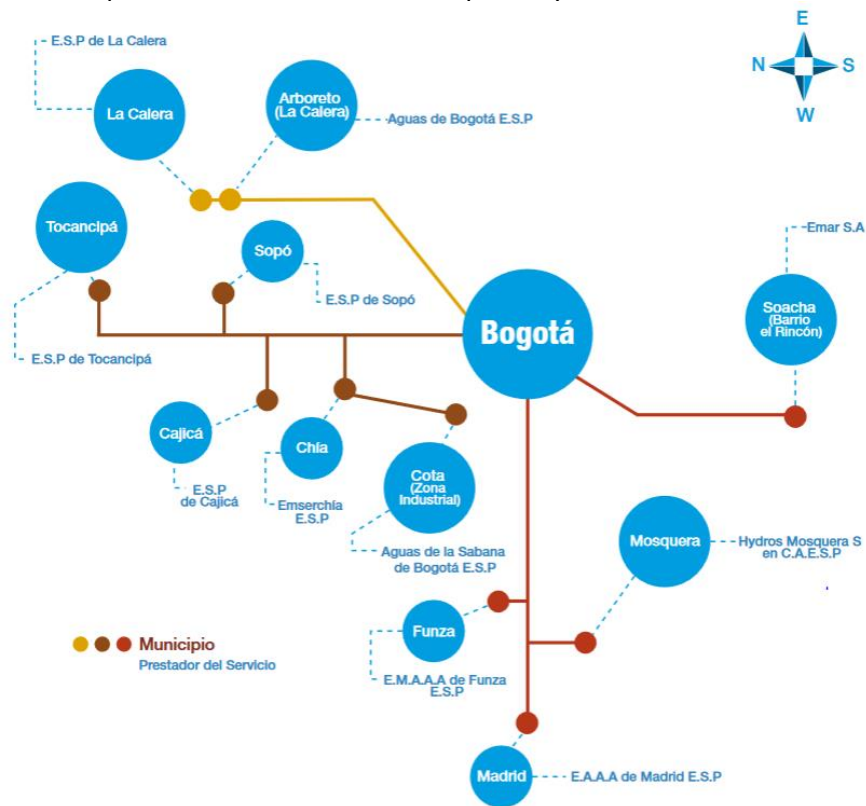 E
N
S
W
E.S.P de La Calera
La Calera
Arboreto
(La Calera)
Aguas de Bogotá E.S.P
Tocancipá
Sopó
E.S.P de Sopó
E.S.P de Tocancipá
Bogotá
Emar S.A
Soacha
(Barrio
el Rincón)
Cajicá
E.S.P
de Cajicá
Chía
Emserchía
E.S.P
Cota
(Zona
Industrial)
Aguas de la Sabana
de Bogotá E.S.P
Mosquera
Hydros Mosquera S
en C.A.E.S.P
Funza
E.M.A.A.A de Funza
E.S.P
Municipio
Prestador del Servicio
Madrid
E.A.A.A de Madrid E.S.P